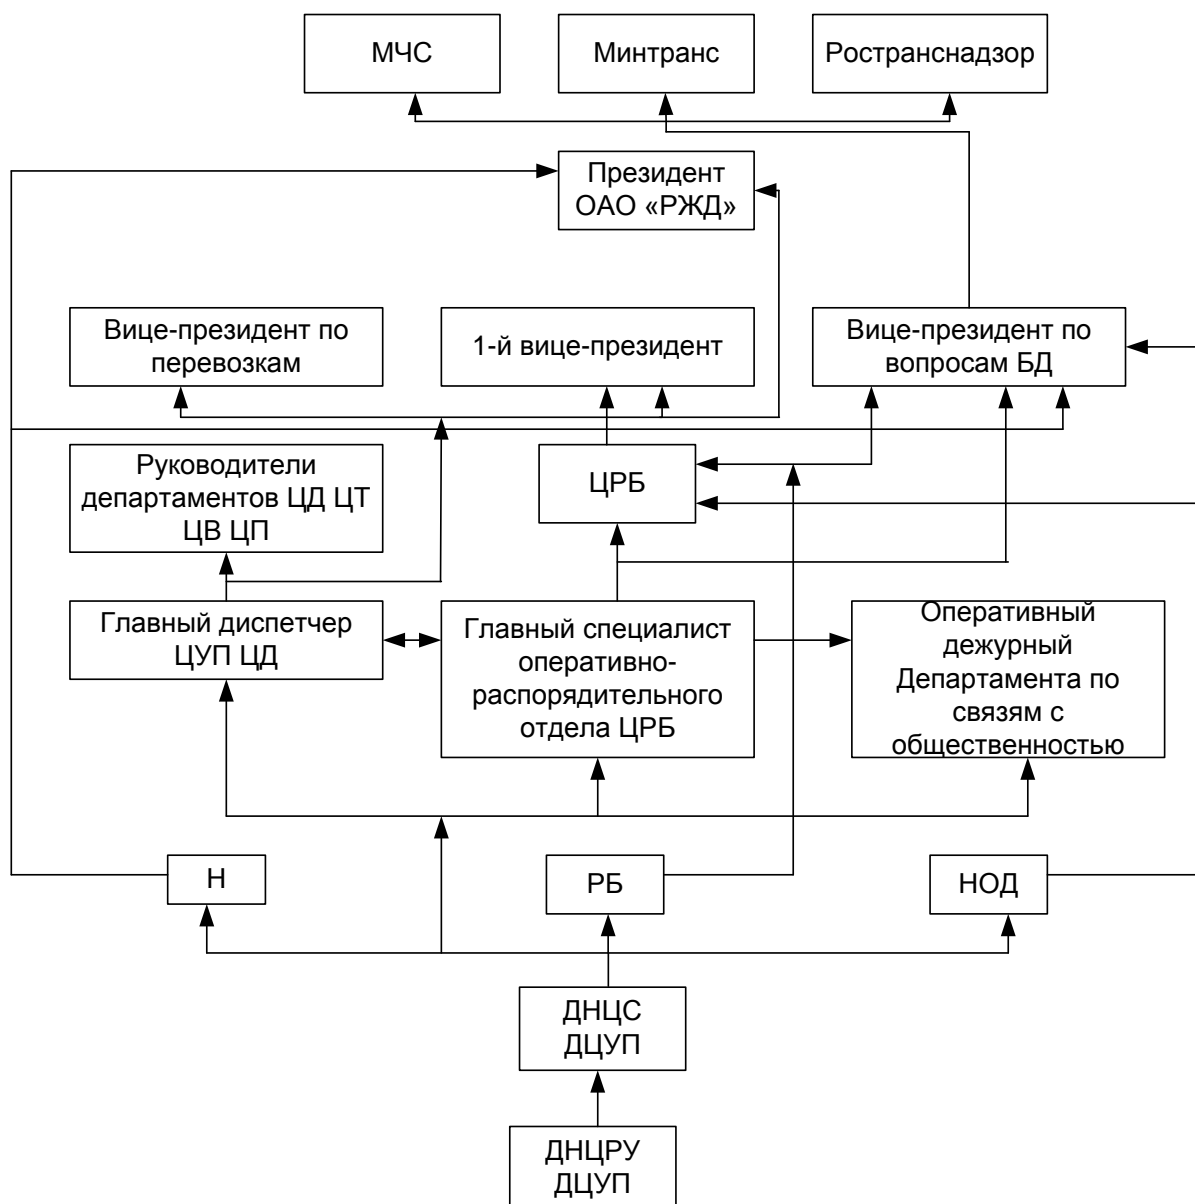 МЧС
Минтранс
Ространснадзор
Президент
ОАО «РЖД»
Вице-президент по
перевозкам
1-й вице-президент
Вице-президент по
вопросам БД
Руководители
департаментов ЦД ЦТ
ЦВ ЦП
ЦРБ
Главный диспетчер
ЦУП ЦД
Главный специалист
оперативно-
распорядительного
отдела ЦРБ
Оперативный
дежурный
Департамента по
связям с
общественностью
Н
РБ
НОД
ДНЦС
ДЦУП
ДНЦРУ
ДЦУП